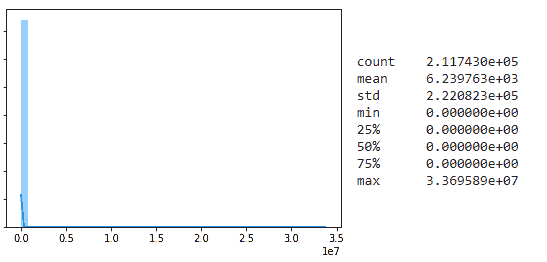 count 2.117430e+05
mean 6.239763e+03
std 2.220823e+05
min 0.000000e+00
25% 0.000000e+00
50% 0.000000e+00
75% 0.000000e+00
max 3.369589e+07
0.0 0.5 1.0 1.5 2.0 2.5 3.0 3.5
1e7